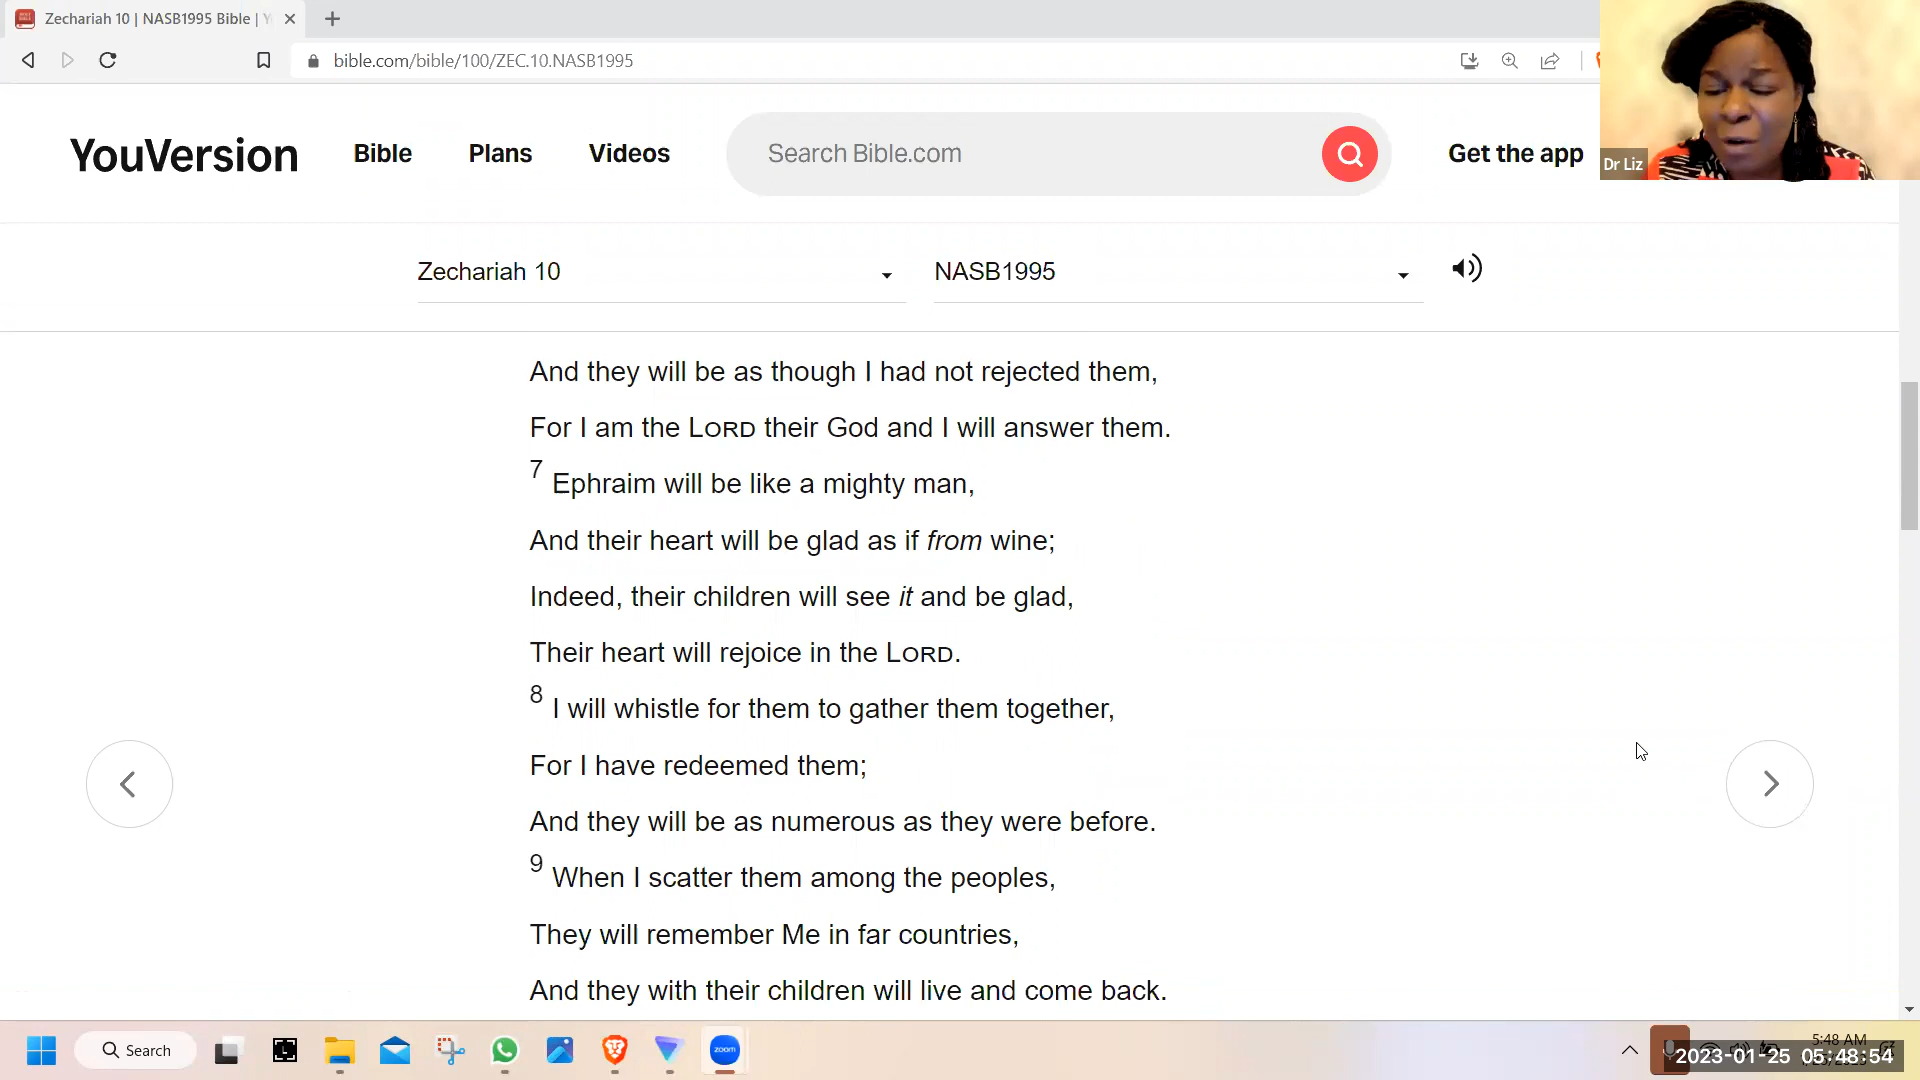 Zechariah 10 | NASB1995 Bible | Y
bible.com/bible/100/ZEC.10.NASB1995
YouVersion
Bible
Plans
Videos
Search Bible.com
Get the app
Dr Liz
Zechariah 10
NASB1995
And they will be as though I had not rejected them,
For I am the LORD their God and I will answer them.
7 Ephraim will be like a mighty man,
And their heart will be glad as if from wine;
Indeed, their children will see it and be glad,
Their heart will rejoice in the LORD.
8 I will whistle for them to gather them together,
For I have redeemed them;
And they will be as numerous as they were before.
9 When I scatter them among the peoples,
They will remember Me in far countries,
And they with their children will live and come back.
Search
zoom
5:48 AM
2023-01-25 05:48:54